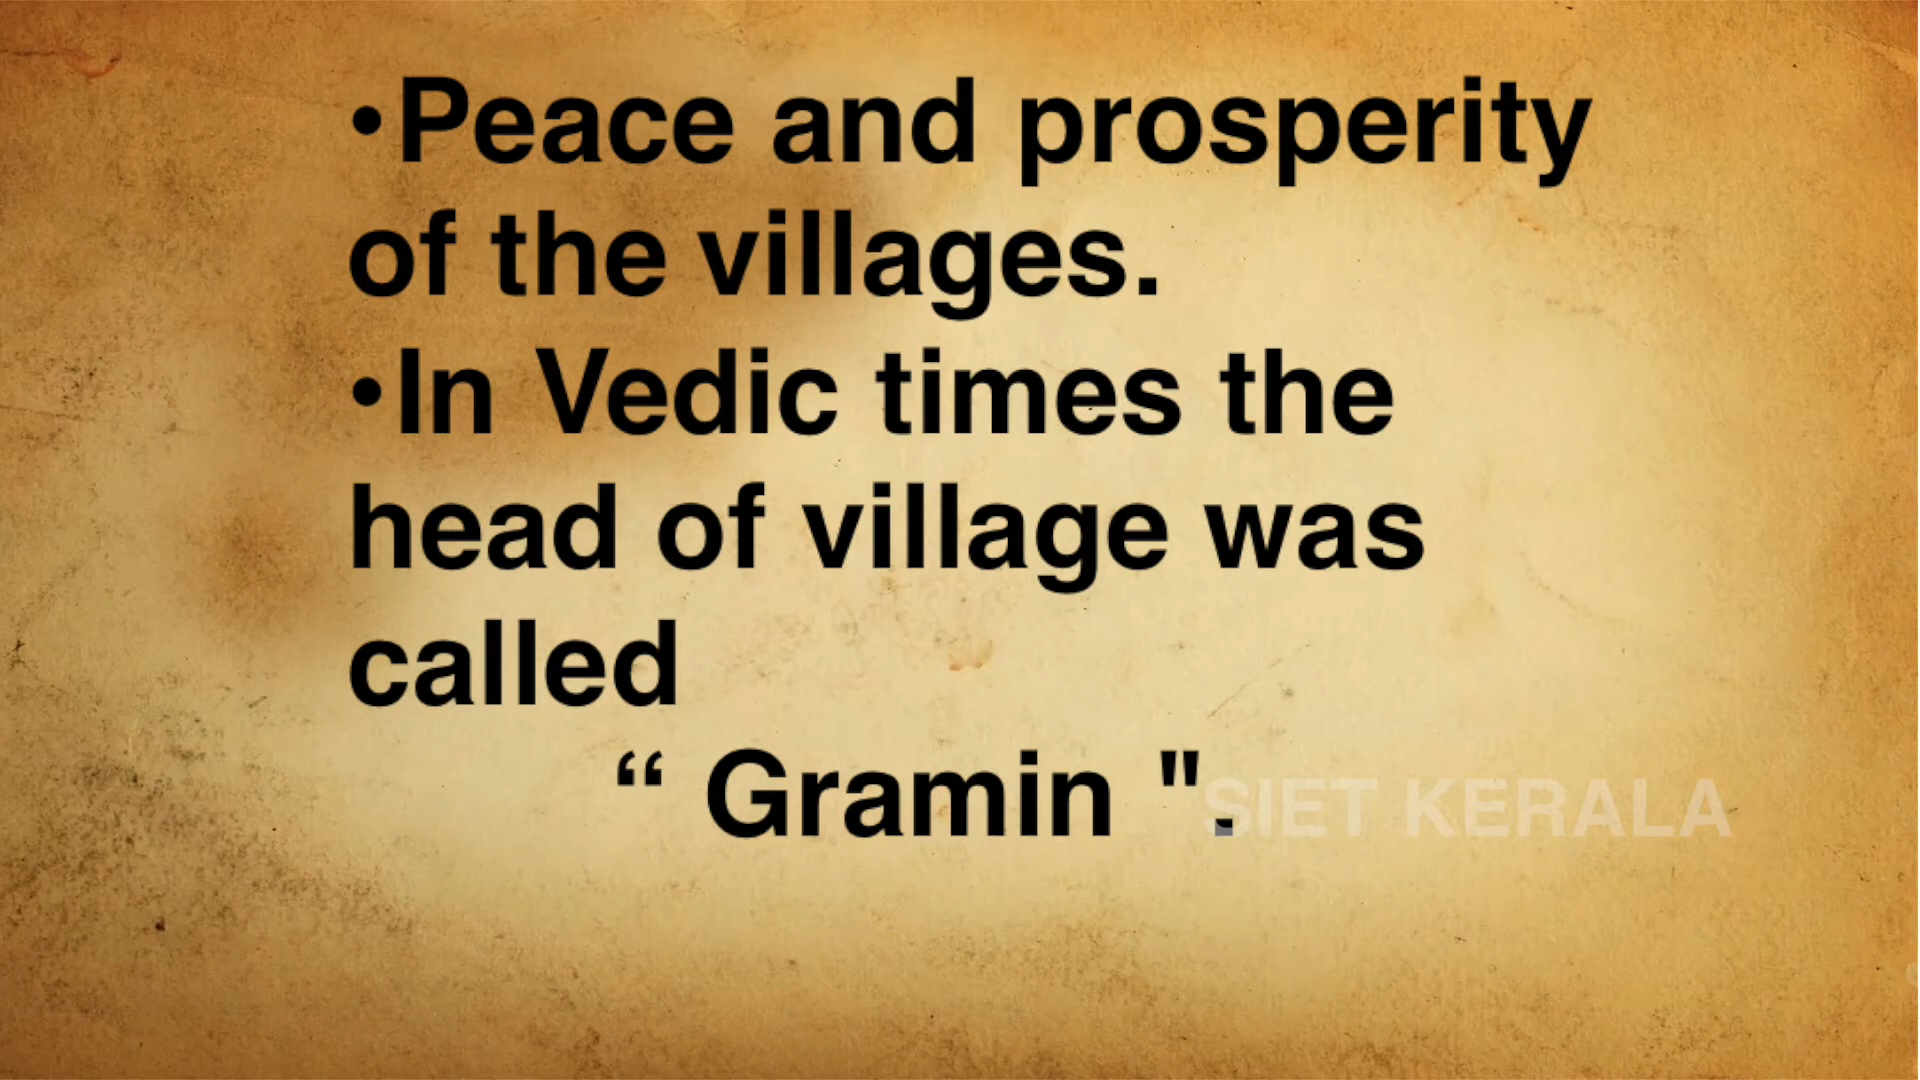 •Peace and prosperity
of the villages.
•In Vedic times the
head of village was
called
“ Gramin ".
SIET KERALA